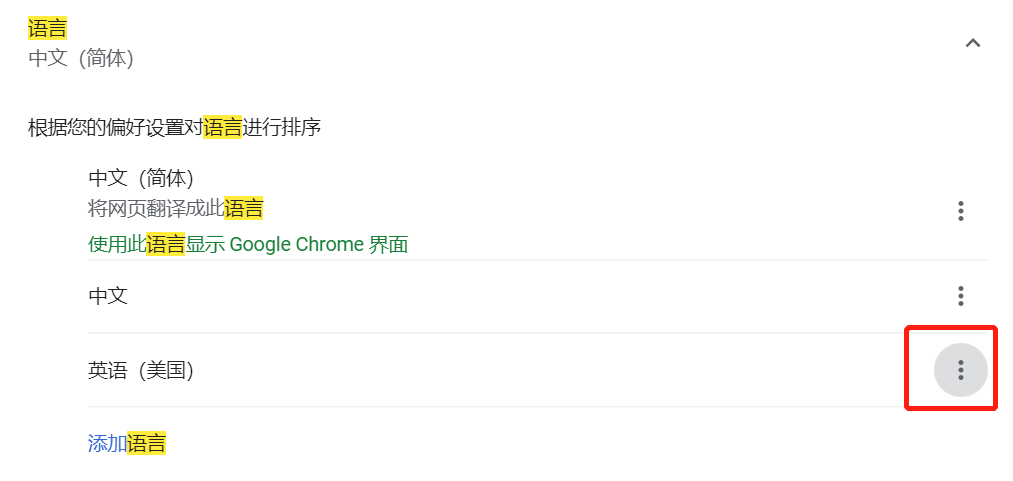 语言
中文（简体）
根据您的偏好设置对语言进行排序
中文（简体）
将网页翻译成此语言
使用此语言显示 Google Chrome 界面
中文
英语（美国）
添加语言